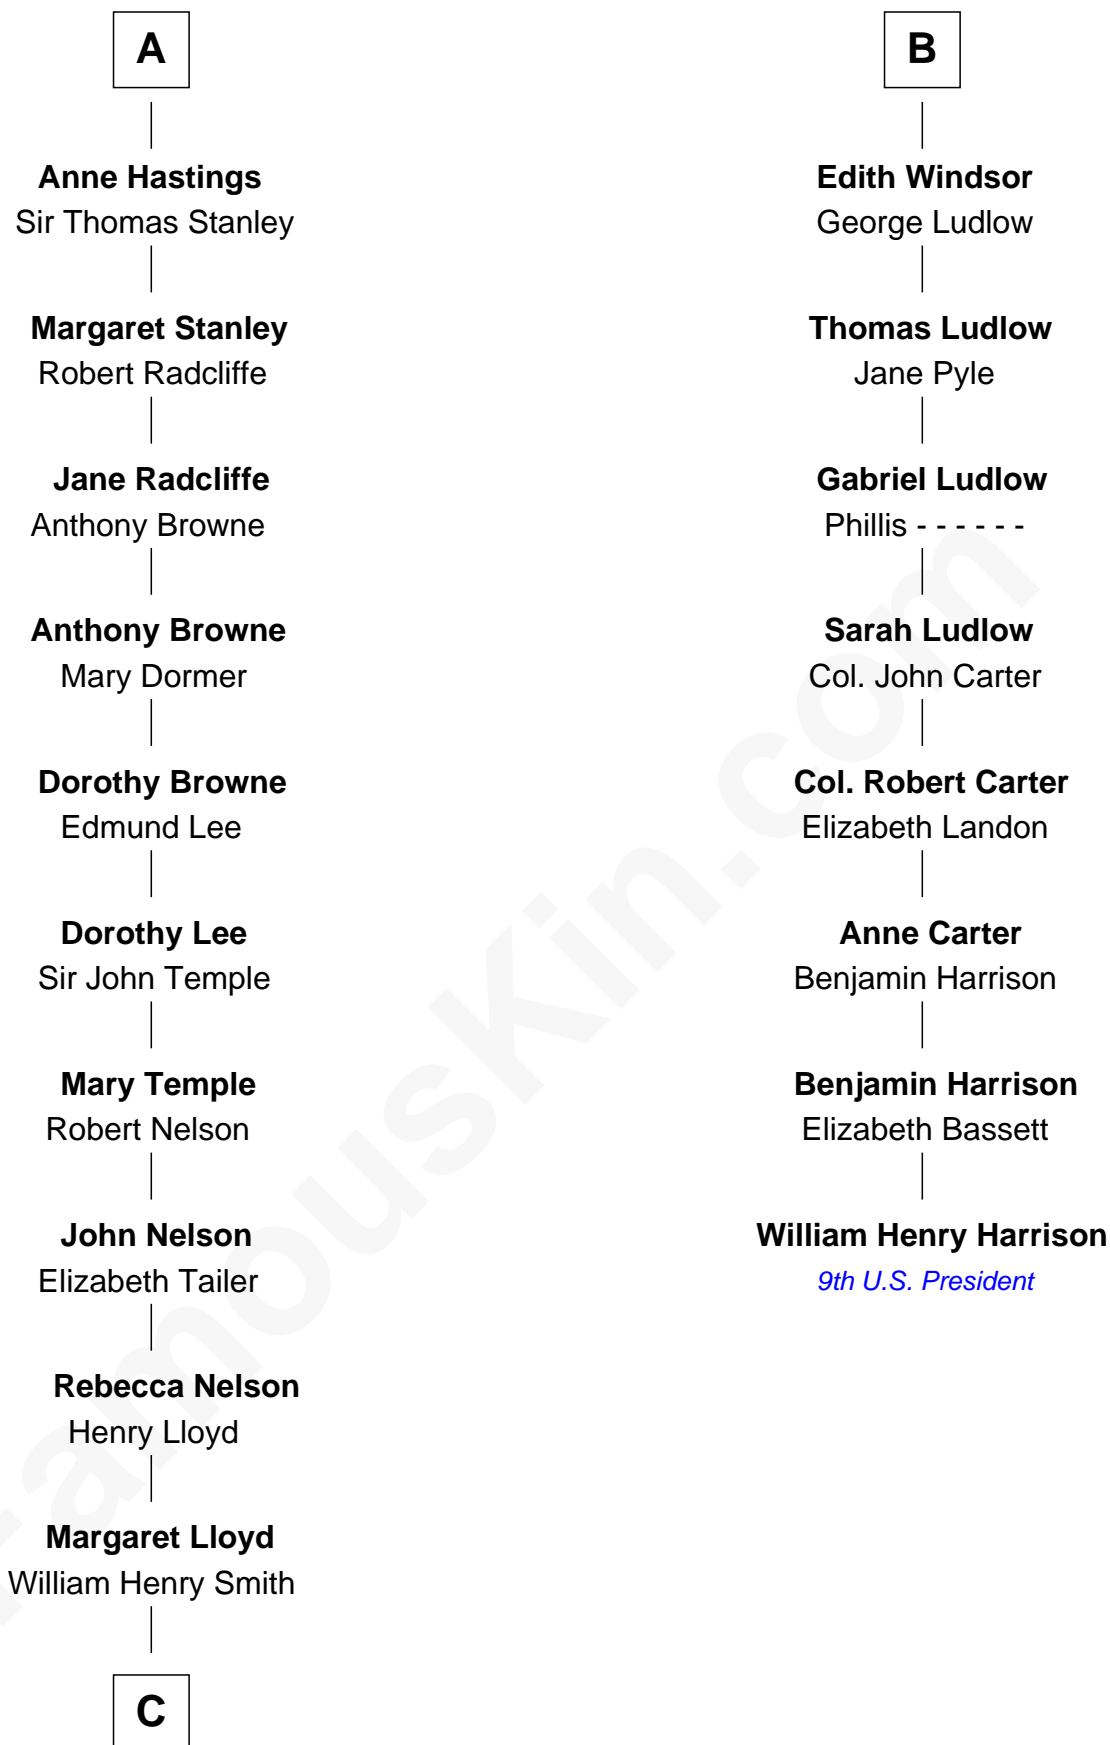 A
Anne Hastings
Sir Thomas Stanley
Margaret Stanley
Robert Radcliffe
Jane Radcliffe
Anthony Browne
Anthony Browne
Mary Dormer
Dorothy Browne
Edmund Lee
Dorothy Lee
Sir John Temple
Mary Temple
Robert Nelson
John Nelson
Elizabeth Tailer
Rebecca Nelson
Henry Lloyd
Margaret Lloyd
William Henry Smith
C
B
Edith Windsor
George Ludlow
Thomas Ludlow
Jane Pyle
Gabriel Ludlow
Phillis - - - - - -
Sarah Ludlow
Col. John Carter
Col. Robert Carter
Elizabeth Landon
Anne Carter
Benjamin Harrison
Benjamin Harrison
Elizabeth Bassett
William Henry Harrison
9th U.S. President
FamousKin.com